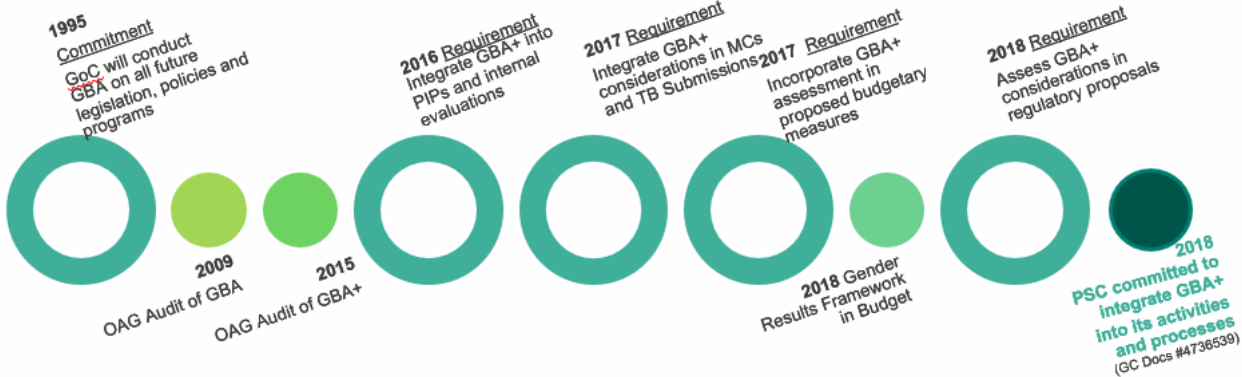 1995
Commitment
GoC will conduct
GBA on all future
legislation, policies and
programs
2009
OAG Audit of GBA
2015
OAG Audit of GBA+
2016 Requirement
Integrate GBA+ into
PIPs and internal
evaluations
2017 Requirement
Integrate GBA+
considerations in MCs
and TB Submissions
2017 Requirement
Incorporate GBA+
assessment in
proposed budgetary
measures
2018 Gender
Results Framework
in Budget
2018 Requirement
Assess GBA+
considerations in
regulatory proposals
2018
PSC committed to
integrate GBA+
into its activities
and processes
(GC Docs #4736539)